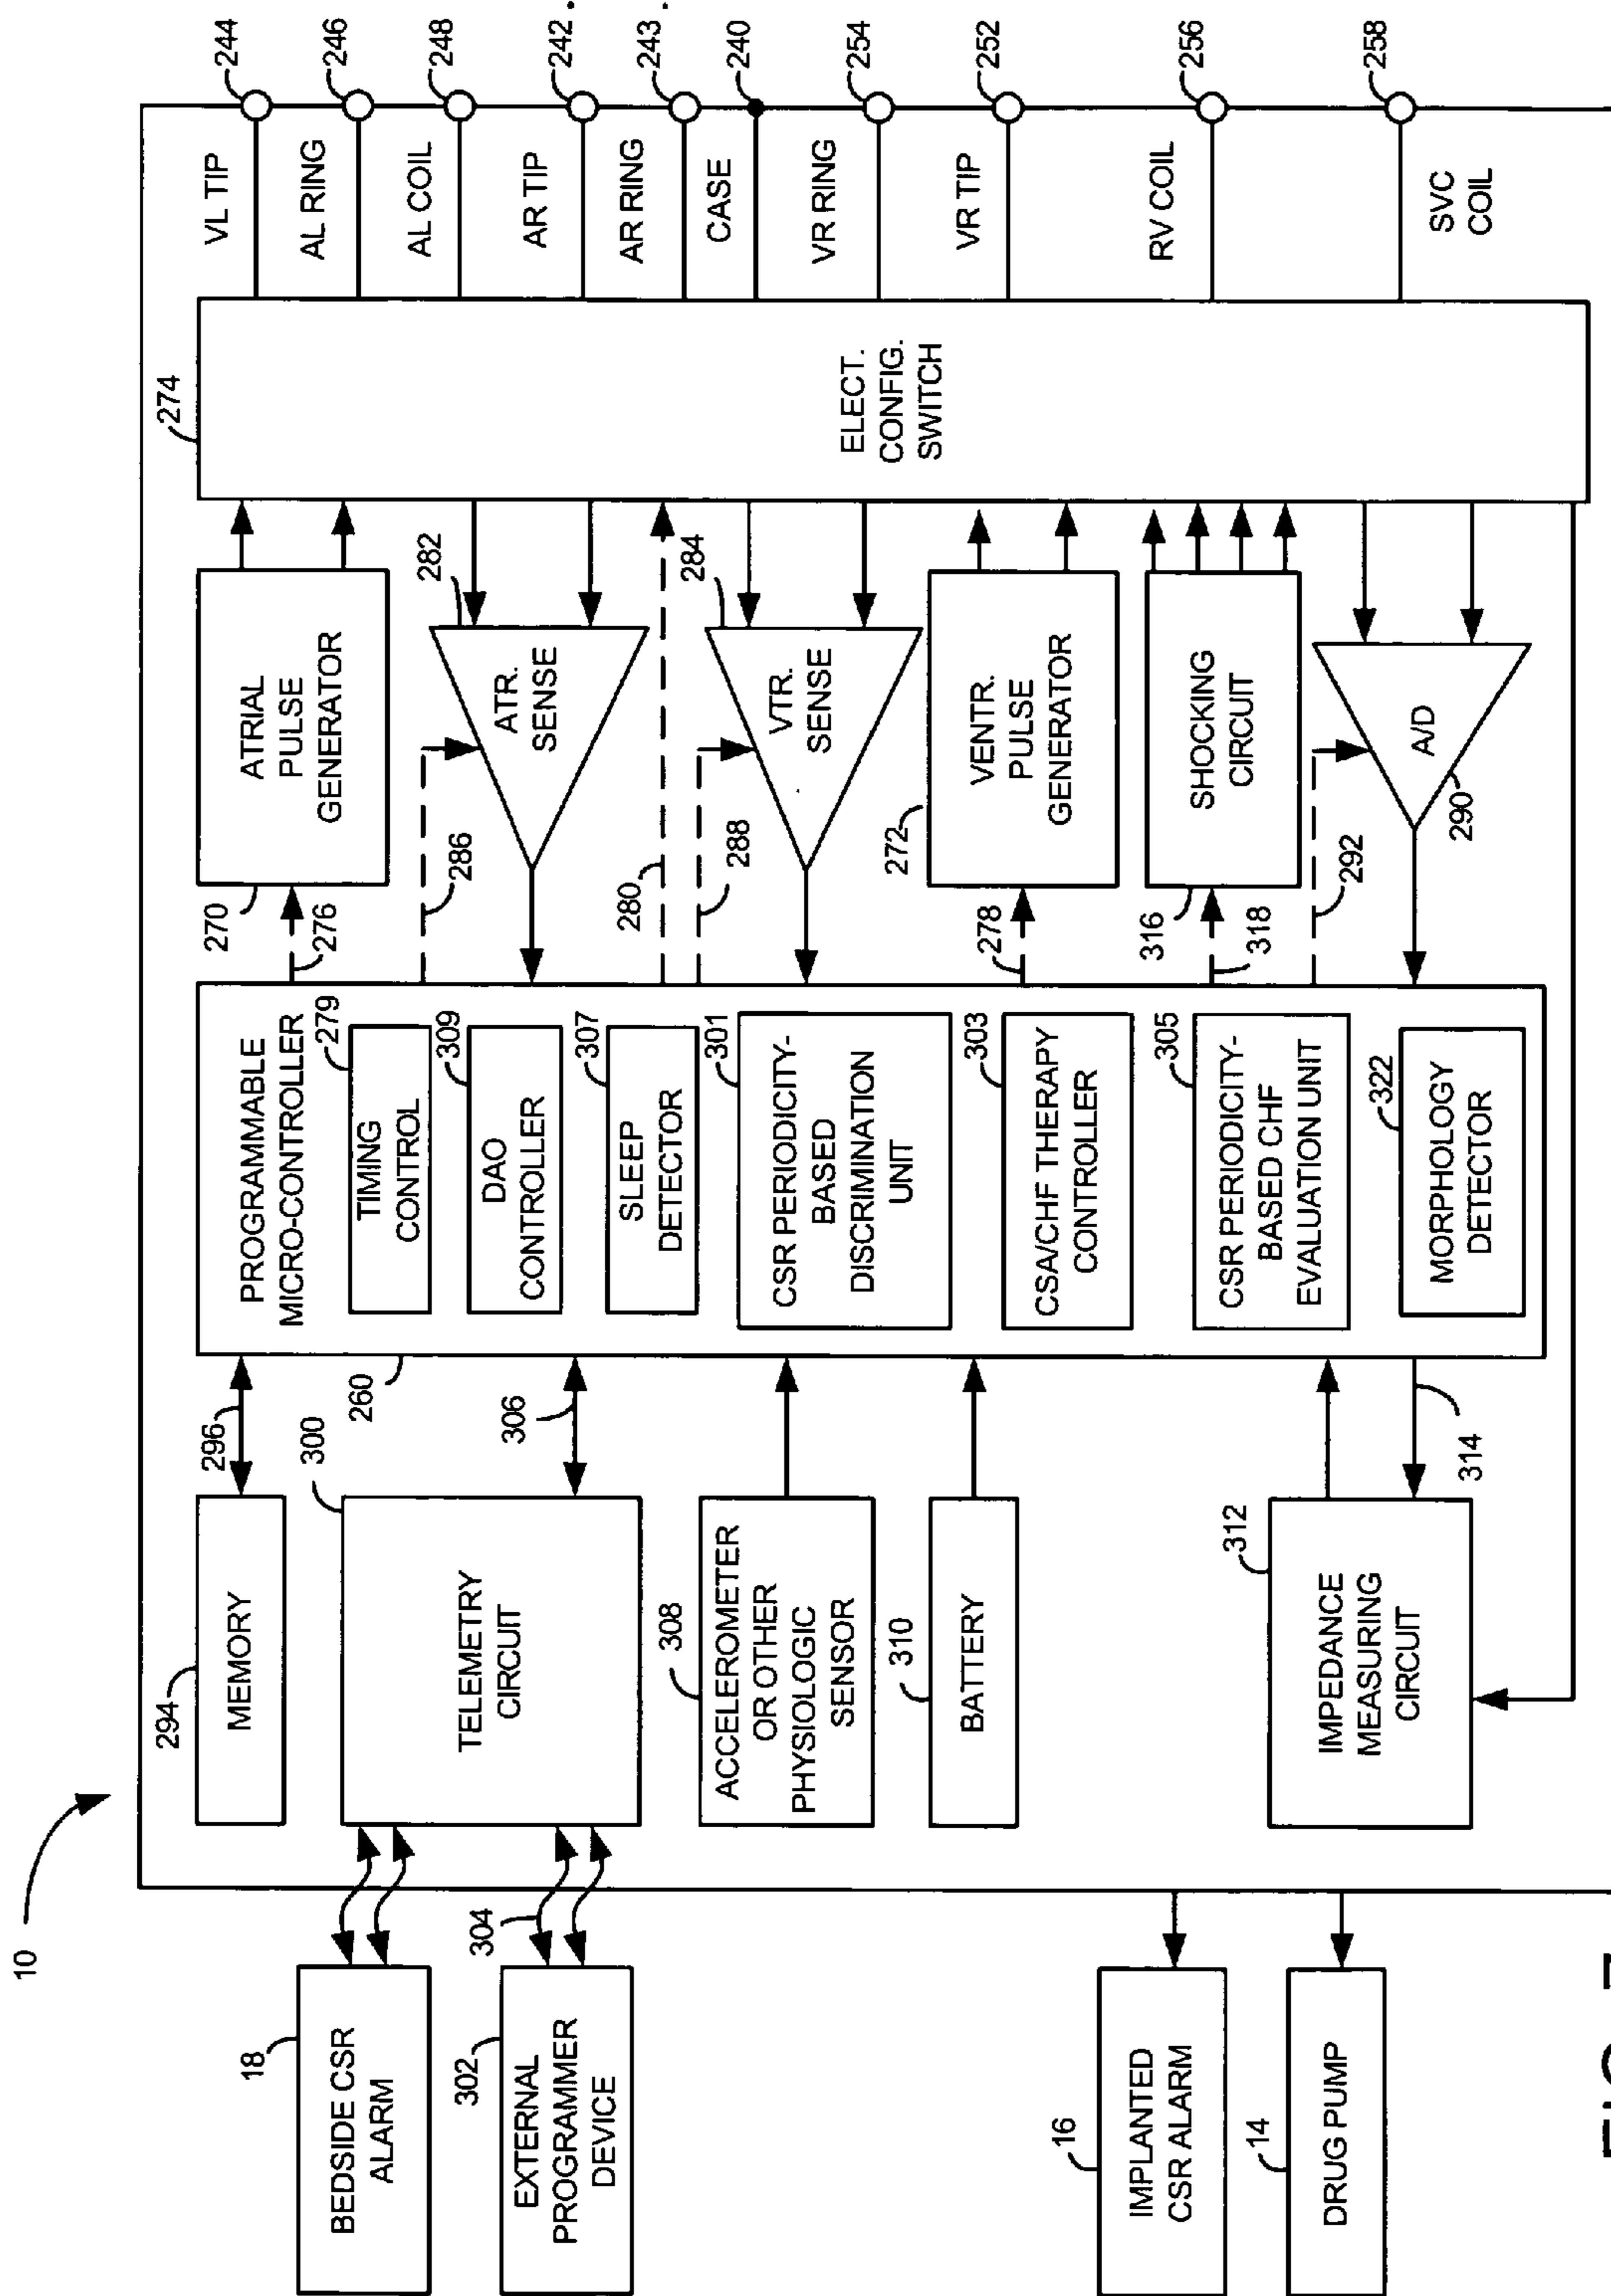 10
BEDSIDE CSR
ALARM
18
EXTERNAL
PROGRAMMER
DEVICE
302
304
IMPLANTED
CSR ALARM
16
DRUG PUMP
14
MEMORY
294
296
TELEMETRY
CIRCUIT
300
306
ACCELEROMETER
OR OTHER
PHYSIOLOGIC
SENSOR
308
BATTERY
310
IMPEDANCE
MEASURING
CIRCUIT
312
314
260
PROGRAMMABLE
MICRO-CONTROLLER
TIMING
CONTROL
279
DAO
CONTROLLER
309
SLEEP
DETECTOR
307
CSR PERIODICITY-
BASED
DISCRIMINATION
UNIT
301
CSA/CHF THERAPY
CONTROLLER
303
CSR PERIODICITY-
BASED CHF
EVALUATION UNIT
305
MORPHOLOGY
DETECTOR
322
270
276
ATRIAL
PULSE
GENERATOR
286
ATR.
SENSE
282
280
288
VTR.
SENSE
284
272
278
VENTR.
PULSE
GENERATOR
316
318
SHOCKING
CIRCUIT
292
A/D
290
274
ELECT.
CONFIG.
SWITCH
VL TIP
244
AL RING
246
AL COIL
248
AR TIP
242
AR RING
243
CASE
240
VR RING
254
VR TIP
252
RV COIL
256
SVC
COIL
258